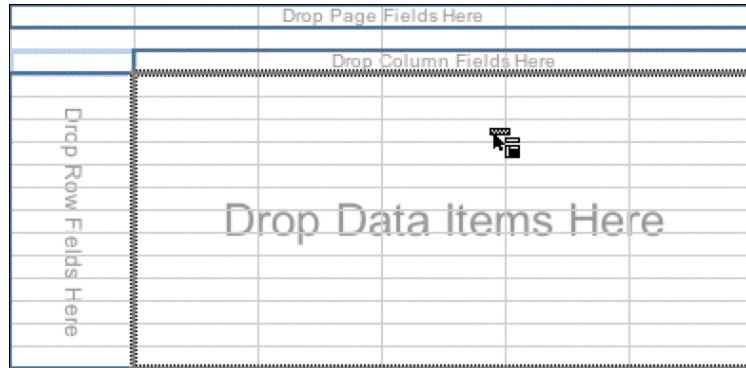 Drop Page Fields Here
Drop Column Fields Here
Drop Row Fields Here
Drop Data Items Here